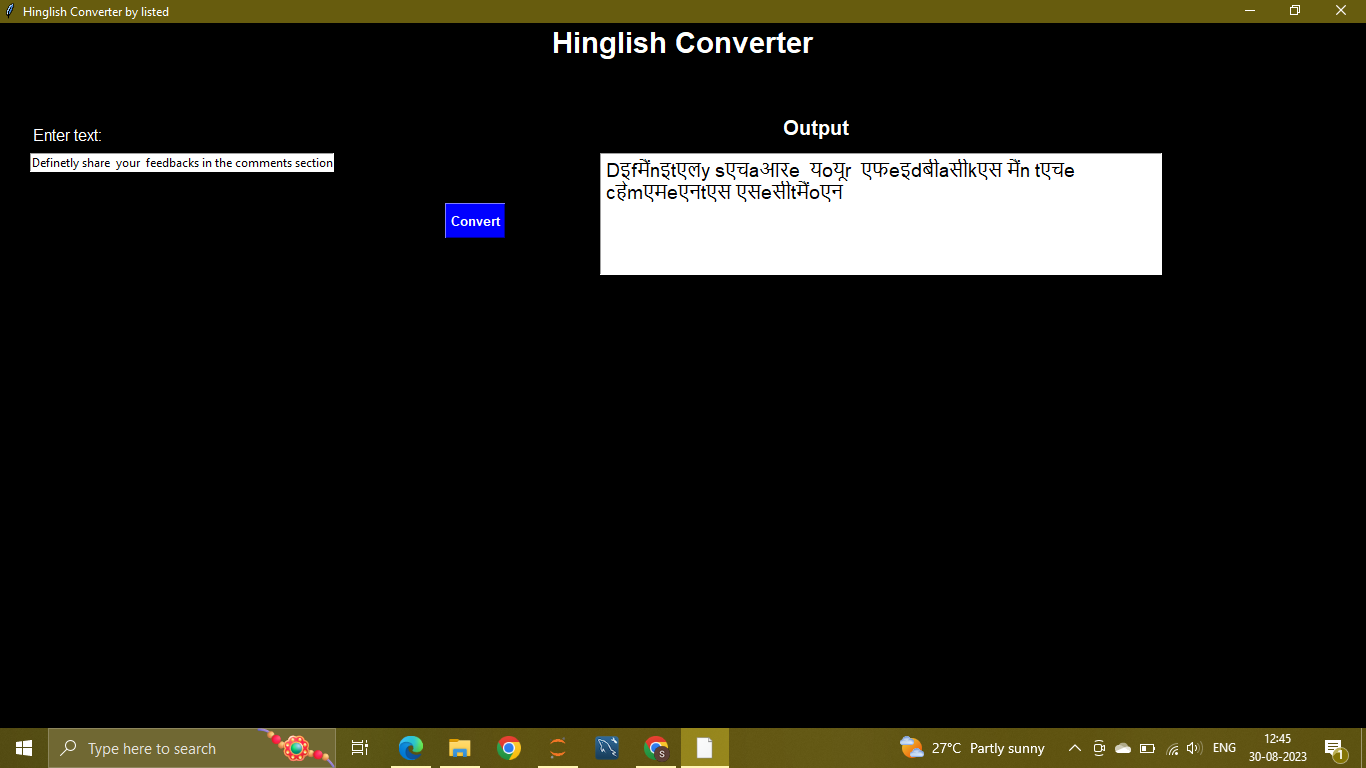 Hinglish Converter by listed
Hinglish Converter
Enter text:
Output
Definetly share  your  feedbacks in the comments section
Dइfमैंnइtएलy sएचaआरe  यoयूr  एफeइdबीaसीkएस मैंn tएचe
cहेmएमeएनtएस एसeसीtमैंoएन
Convert
Type here to search
S
27°C Partly sunny
ENG
12:45
30-08-2023
1